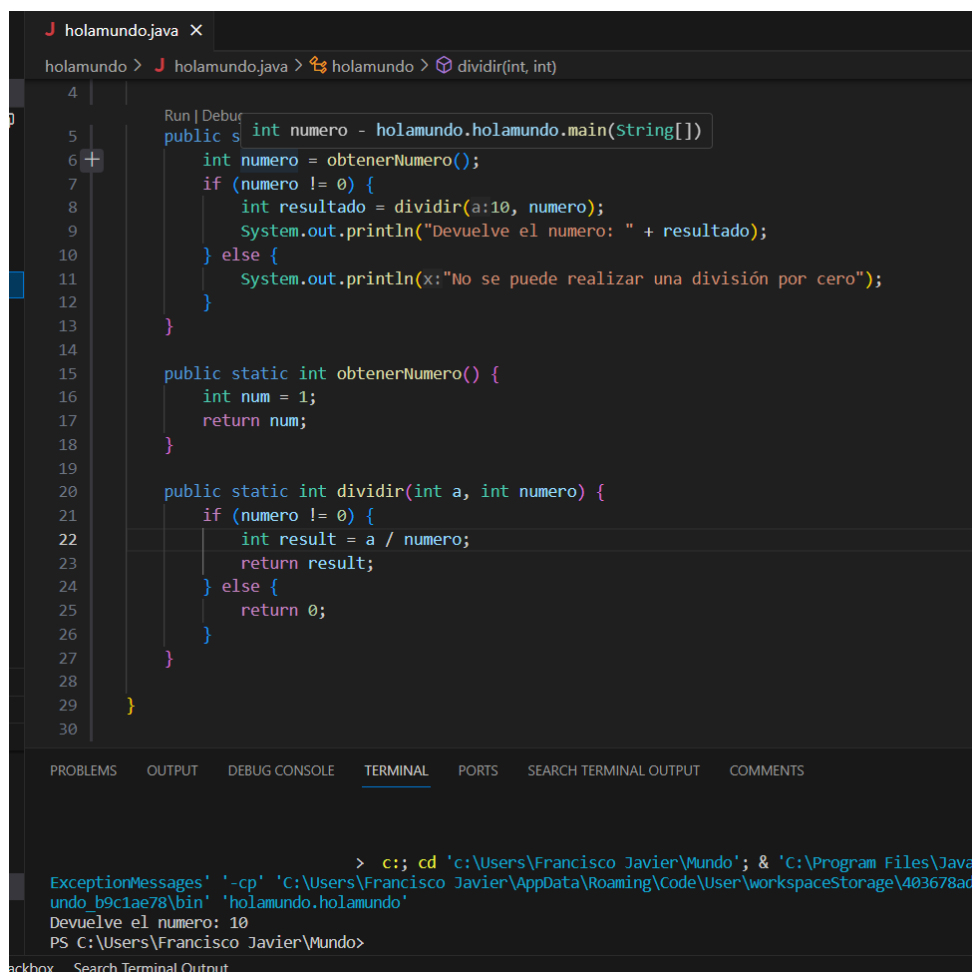 holamundo.java
holamundo > holamundo.java > holamundo > dividir(int, int)
4
Run | Debug
int numero - holamundo.holamundo.main(String[])
5 public s
6 int numero = obtenerNumero();
7 if (numero != 0) {
8 int resultado = dividir(a:10, numero);
9 System.out.println("Devuelve el numero: " + resultado);
10 } else {
11 System.out.println(x:"No se puede realizar una división por cero");
12 }
13 }
14
15 public static int obtenerNumero() {
16 int num = 1;
17 return num;
18 }
19
20 public static int dividir(int a, int numero) {
21 if (numero != 0) {
22 int result = a / numero;
23 return result;
24 } else {
25 return 0;
26 }
27 }
28
29 }
30
PROBLEMS OUTPUT DEBUG CONSOLE TERMINAL PORTS SEARCH TERMINAL OUTPUT COMMENTS
> c:; cd 'c:\Users\Francisco Javier\Mundo'; & 'C:\Program Files\Java
ExceptionMessages' '-cp' 'C:\Users\Francisco Javier\AppData\Roaming\Code\User\workspaceStorage\403678ad
undo_b9c1ae78\bin' 'holamundo.holamundo'
Devuelve el numero: 10
PS C:\Users\Francisco Javier\Mundo>
ackbox Search Terminal Output